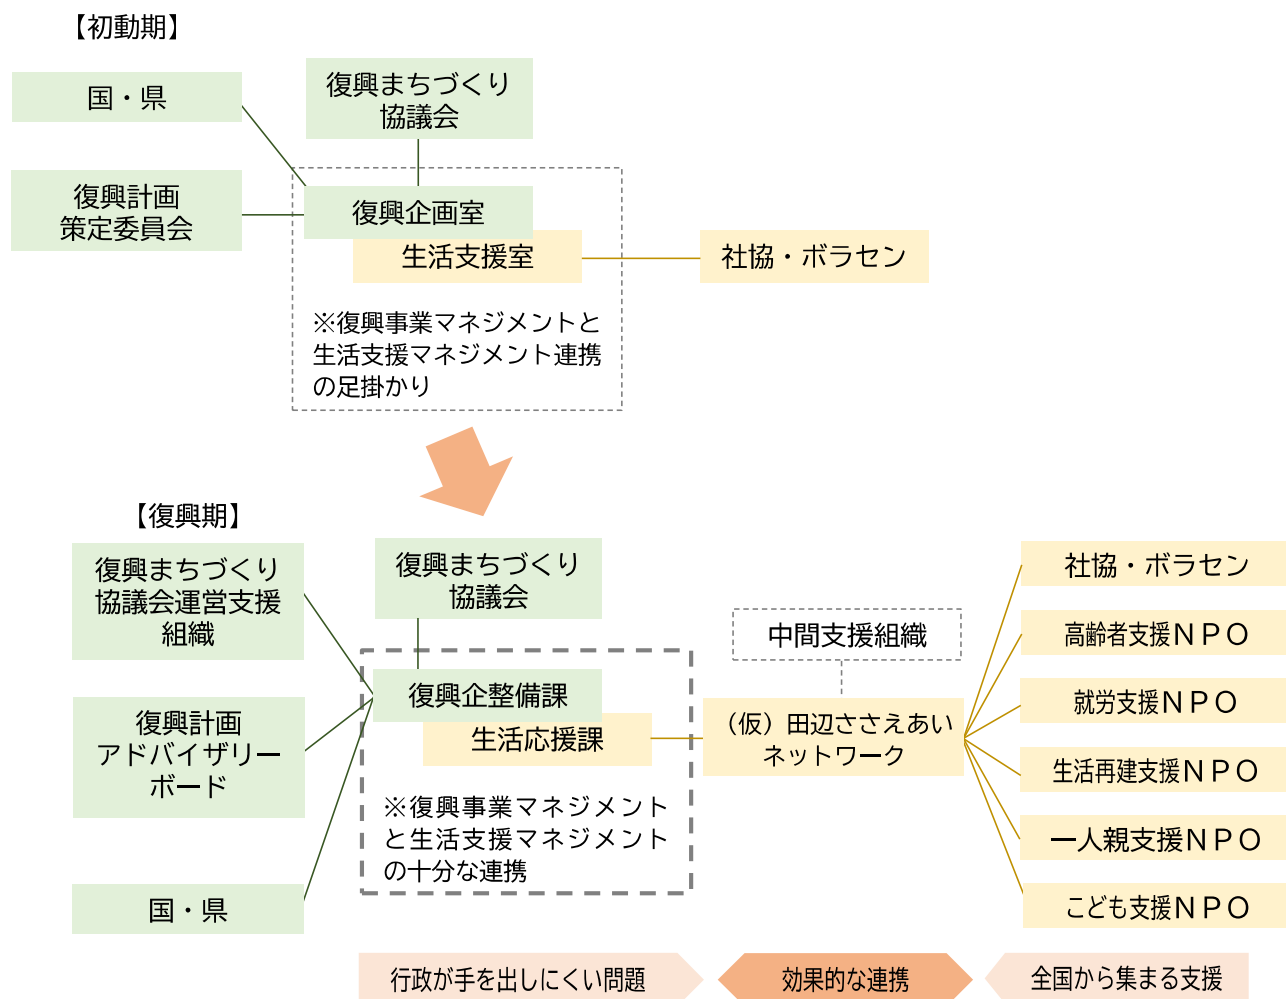 【初動期】
国・県
復興まちづくり
協議会
復興計画
策定委員会
復興企画室
生活支援室
社協・ボラセン
※復興事業マネジメントと
生活支援マネジメント連携
の足掛かり
【復興期】
復興まちづくり
協議会運営支援
組織
復興まちづくり
協議会
中間支援組織
復興企整備課
生活応援課
復興計画
アドバイザリー
ボード
(仮)田辺ささえあい
ネットワーク
※復興事業マネジメント
と生活支援マネジメント
の十分な連携
国・県
社協・ボラセン
高齢者支援ＮＰＯ
就労支援ＮＰＯ
生活再建支援ＮＰＯ
一人親支援ＮＰＯ
こども支援ＮＰＯ
行政が手を出しにくい問題
効果的な連携
全国から集まる支援